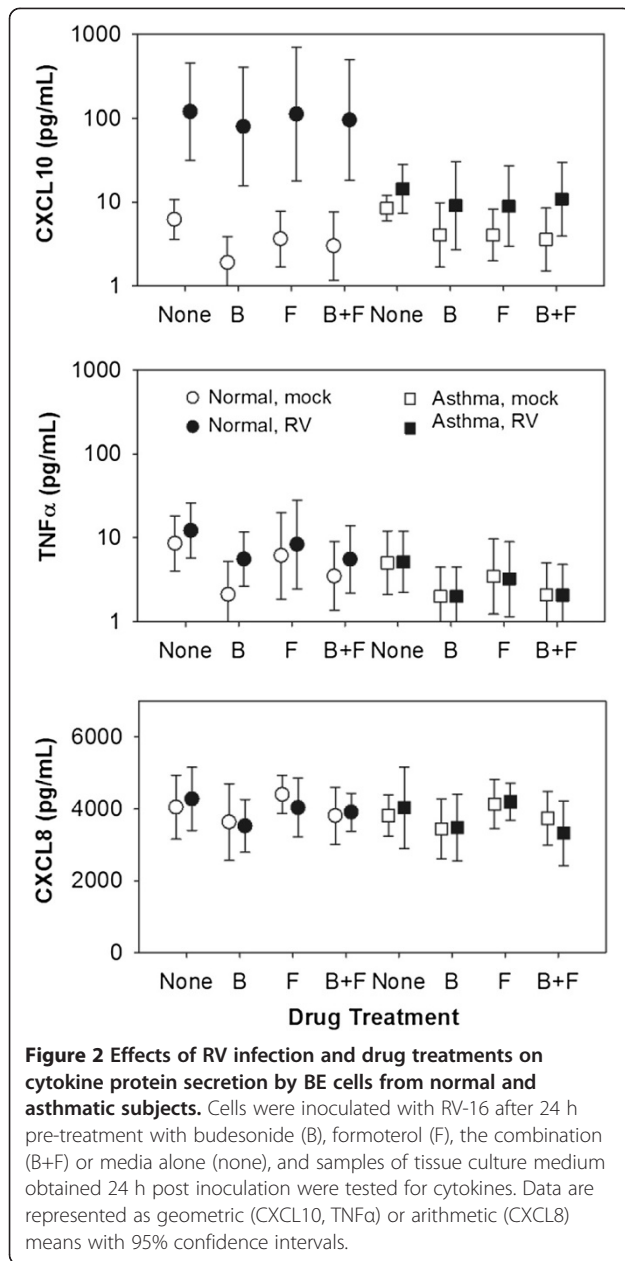 1000
100
10
1
CXCL10 (pg/mL)
None B F B+F None B F B+F
1000
100
10
1
TNFα (pg/mL)
Normal, mock Asthma, mock
Normal, RV Asthma, RV
None B F B+F None B F B+F
6000
4000
2000
0
CXCL8 (pg/mL)
None B F B+F None B F B+F
Drug Treatment
Figure 2 Effects of RV infection and drug treatments on
cytokine protein secretion by BE cells from normal and
asthmatic subjects. Cells were inoculated with RV-16 after 24 h
pre-treatment with budesonide (B), formoterol (F), the combination
(B+F) or media alone (none), and samples of tissue culture medium
obtained 24 h post inoculation were tested for cytokines. Data are
represented as geometric (CXCL10, TNFα) or arithmetic (CXCL8)
means with 95% confidence intervals.